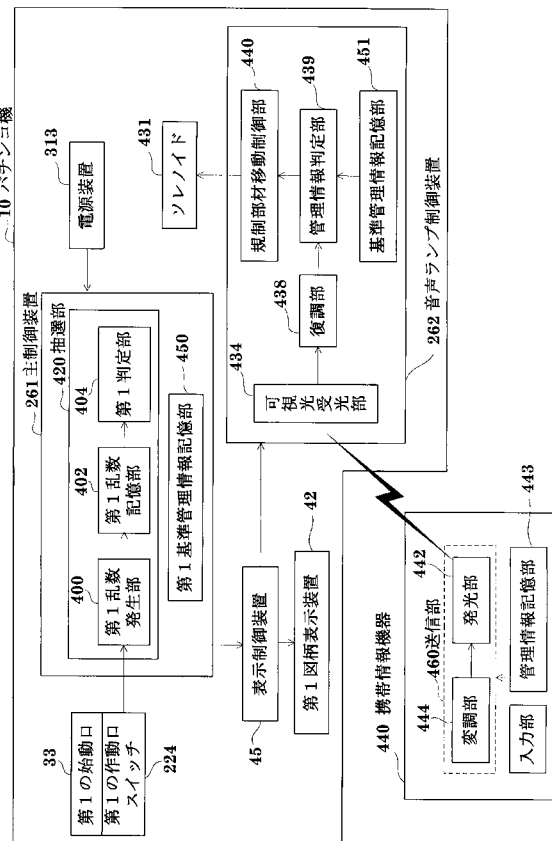 10 パチンコ機
33
第1の始動口
第1の作動口
スイッチ
224
261 主制御装置
420 抽選部
400
第1乱数
発生部
402
第1乱数
記憶部
404
第1判定部
第1基準管理情報記憶部
450
313
電源装置
431
ソレノイド
45
表示制御装置
第1図柄表示装置
42
262 音声ランプ制御装置
434
可視光受光部
438
復調部
439
管理情報判定部
440
規制部材移動制御部
451
基準管理情報記憶部
440 携帯情報機器
460 送信部
444
変調部
442
発光部
443
管理情報記憶部
入力部